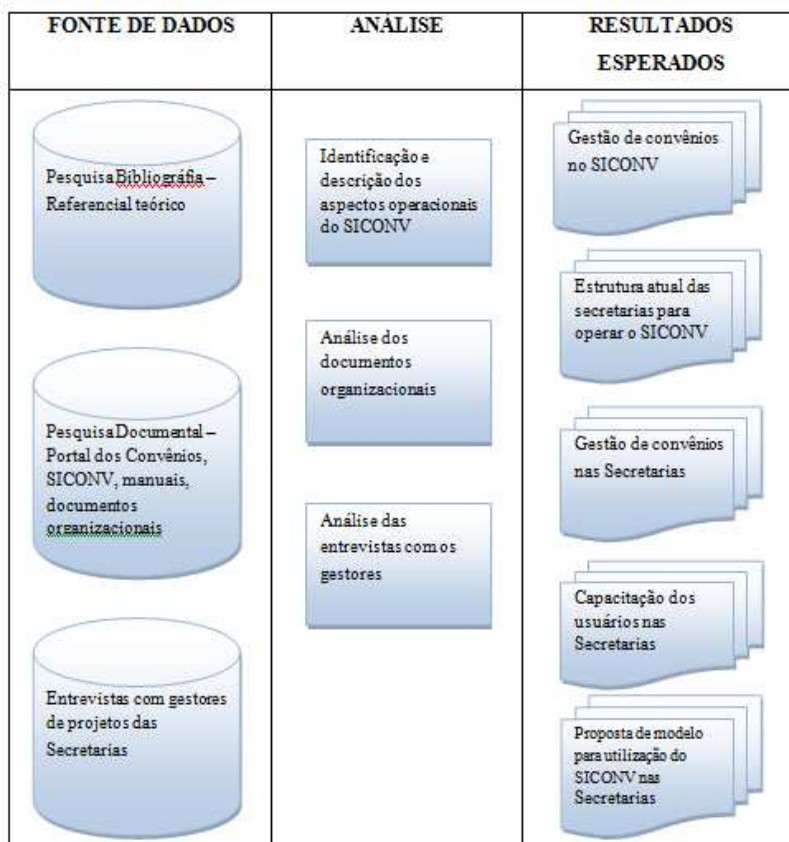 FONTE DE DADOS
ANÁLISE
RESULTADOS
ESPERADOS
Pesquisa Bibliográfia –
Referencial teórico
Pesquisa Documental –
Portal dos Convênios,
SICONV, manuais,
documentos
organizacionais
Entrevistas com gestores
de projetos das
Secretarias
Identificação e
descrição dos
aspectos operacionais
do SICONV
Análise dos
documentos
organizacionais
Análise das
entrevistas com os
gestores
Gestão de convênios
no SICONV
Estrutura atual das
secretarias para
operar o SICONV
Gestão de convênios
nas Secretarias
Capacitação dos
usuários nas
Secretarias
Proposta de modelo
para utilização do
SICONV nas
Secretarias